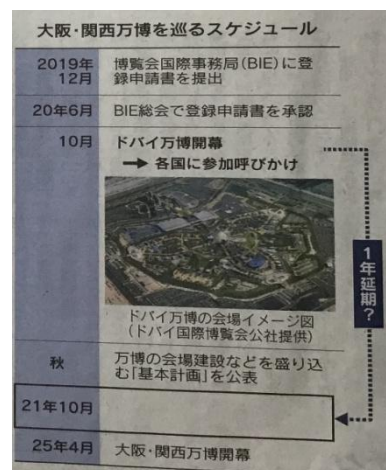 大阪・関西万博を巡るスケジュール
2019年
12月
博覧会国際事務局(BIE)に登
録申請書を提出
20年6月
BIE総会で登録申請書を承認
10月
ドバイ万博開幕
→ 各国に参加呼びかけ
1年延期?
ドバイ万博の会場イメージ図
(ドバイ国際博覧会公社提供)
秋
万博の会場建設などを盛り込
む「基本計画」を公表
21年10月
25年4月
大阪・関西万博開幕